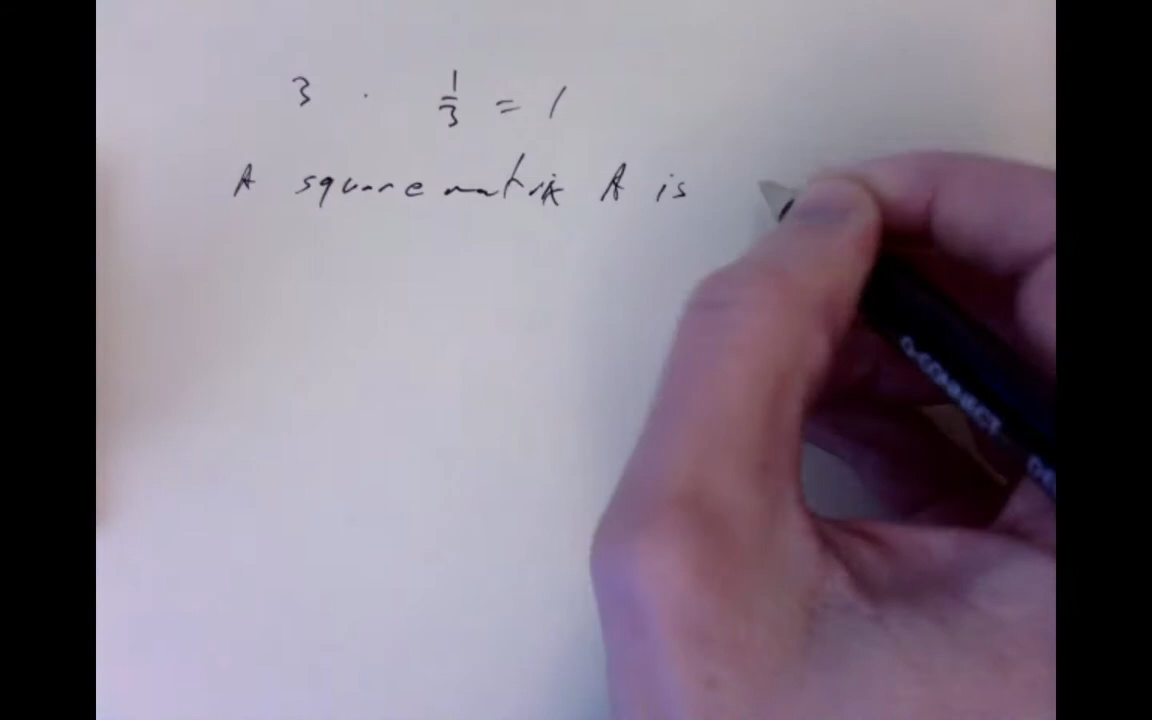 3 · 1/3 = 1
A square matrix A is